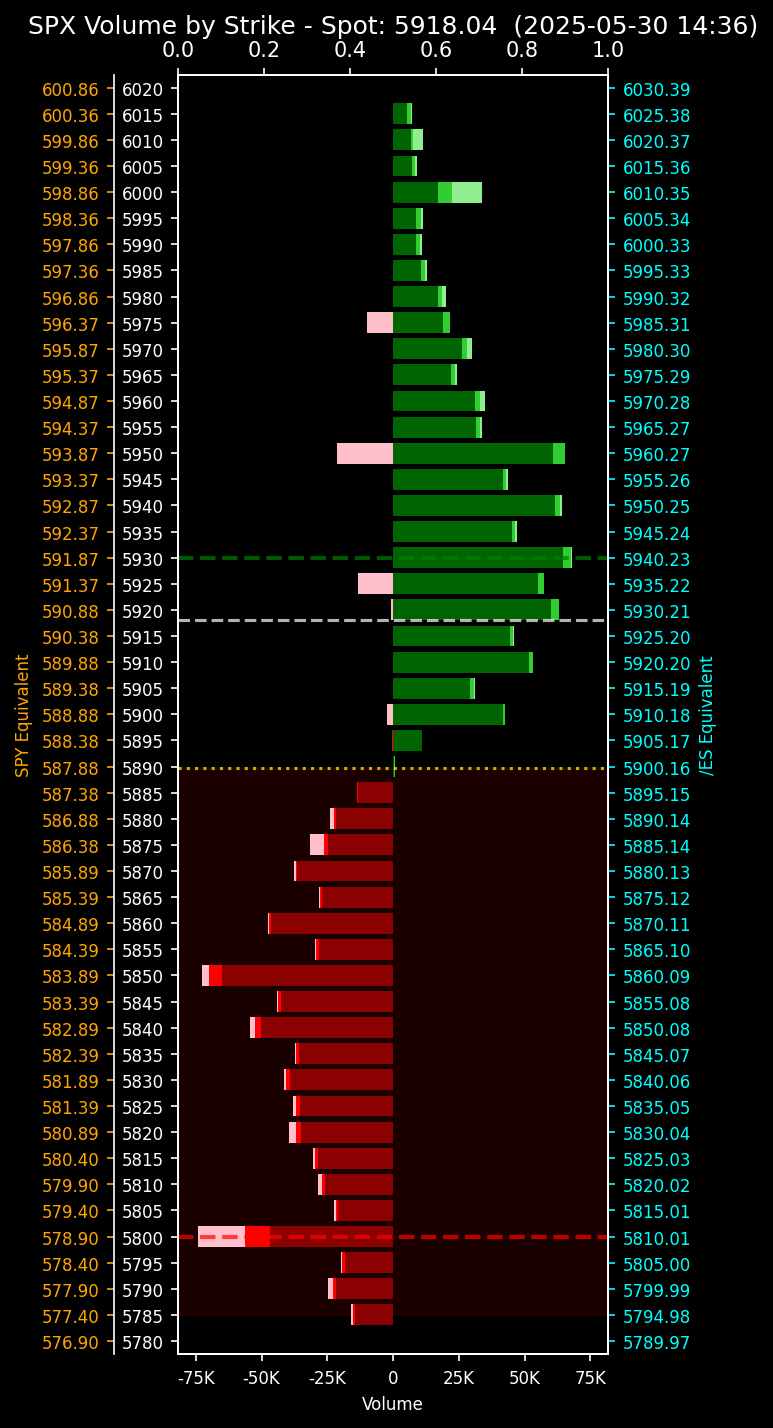 SPX Volume by Strike - Spot: 5918.04 (2025-05-30 14:36)
0.0 0.2 0.4 0.6 0.8 1.0
600.86 6020 6030.39
600.36 6015 6025.38
599.86 6010 6020.37
599.36 6005 6015.36
598.86 6000 6010.35
598.36 5995 6005.34
597.86 5990 6000.33
597.36 5985 5995.33
596.86 5980 5990.32
596.37 5975 5985.31
595.87 5970 5980.30
595.37 5965 5975.29
594.87 5960 5970.28
594.37 5955 5965.27
593.87 5950 5960.27
593.37 5945 5955.26
592.87 5940 5950.25
592.37 5935 5945.24
591.87 5930 5940.23
591.37 5925 5935.22
590.88 5920 5930.21
590.38 5915 5925.20
589.88 5910 5920.20
589.38 5905 5915.19
588.88 5900 5910.18
588.38 5895 5905.17
587.88 5890 5900.16
587.38 5885 5895.15
586.88 5880 5890.14
586.38 5875 5885.14
585.89 5870 5880.13
585.39 5865 5875.12
584.89 5860 5870.11
584.39 5855 5865.10
583.89 5850 5860.09
583.39 5845 5855.08
582.89 5840 5850.08
582.39 5835 5845.07
581.89 5830 5840.06
581.39 5825 5835.05
580.89 5820 5830.04
580.40 5815 5825.03
579.90 5810 5820.02
579.40 5805 5815.01
578.90 5800 5810.01
578.40 5795 5805.00
577.90 5790 5799.99
577.40 5785 5794.98
576.90 5780 5789.97
SPY Equivalent
/ES Equivalent
-75K -50K -25K 0 25K 50K 75K
Volume